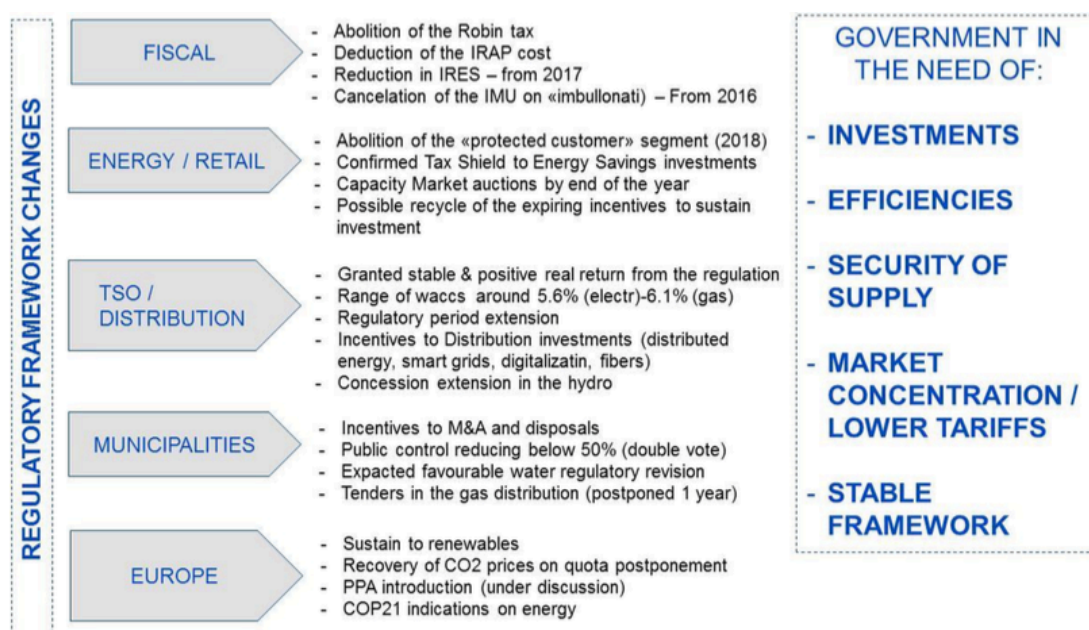 REGULATORY FRAMEWORK CHANGES
FISCAL
- Abolition of the Robin tax
- Deduction of the IRAP cost
- Reduction in IRES – from 2017
- Cancelation of the IMU on «imbullonati) – From 2016
ENERGY / RETAIL
- Abolition of the «protected customer» segment (2018)
- Confirmed Tax Shield to Energy Savings investments
- Capacity Market auctions by end of the year
- Possible recycle of the expiring incentives to sustain
investment
TSO /
DISTRIBUTION
- Granted stable & positive real return from the regulation
- Range of waccs around 5.6% (electr)-6.1% (gas)
- Regulatory period extension
- Incentives to Distribution investments (distributed
energy, smart grids, digitalizatin, fibers)
- Concession extension in the hydro
MUNICIPALITIES
- Incentives to M&A and disposals
- Public control reducing below 50% (double vote)
- Expacted favourable water regulatory revision
- Tenders in the gas distribution (postponed 1 year)
EUROPE
- Sustain to renewables
- Recovery of CO2 prices on quota postponement
- PPA introduction (under discussion)
- COP21 indications on energy
GOVERNMENT IN
THE NEED OF:
- INVESTMENTS
- EFFICIENCIES
- SECURITY OF
SUPPLY
- MARKET
CONCENTRATION /
LOWER TARIFFS
- STABLE
FRAMEWORK